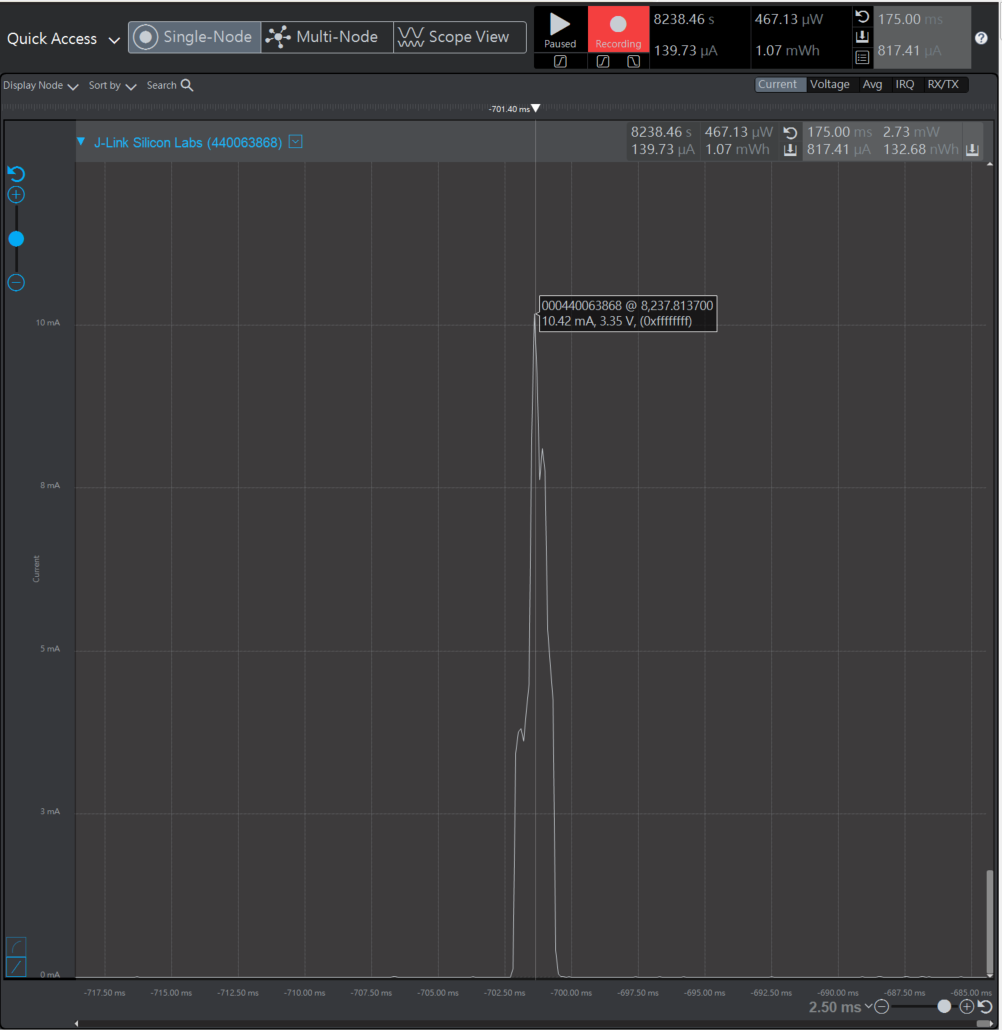 Quick Access
Single-Node
Multi-Node
Scope View
Paused
Recording
8238.46 s
139.73 µA
467.13 µW
1.07 mWh
175.00 ms
817.41 µA
?
Display Node
Sort by
Search
Current
Voltage
Avg
IRQ
RX/TX
-701.40 ms
J-Link Silicon Labs (440063868)
8238.46 s 467.13 µW 175.00 ms 2.73 mW
139.73 µA 1.07 mWh 817.41 µA 132.68 nWh
000440063868 @ 8,237.813700
10.42 mA, 3.35 V, (0xffffffff)
10 mA
8 mA
Current
5 mA
3 mA
0 mA
-717.50 ms -715.00 ms -712.50 ms -710.00 ms -707.50 ms -705.00 ms -702.50 ms -700.00 ms -697.50 ms -695.00 ms -692.50 ms -690.00 ms -687.50 ms -685.00 ms
2.50 ms